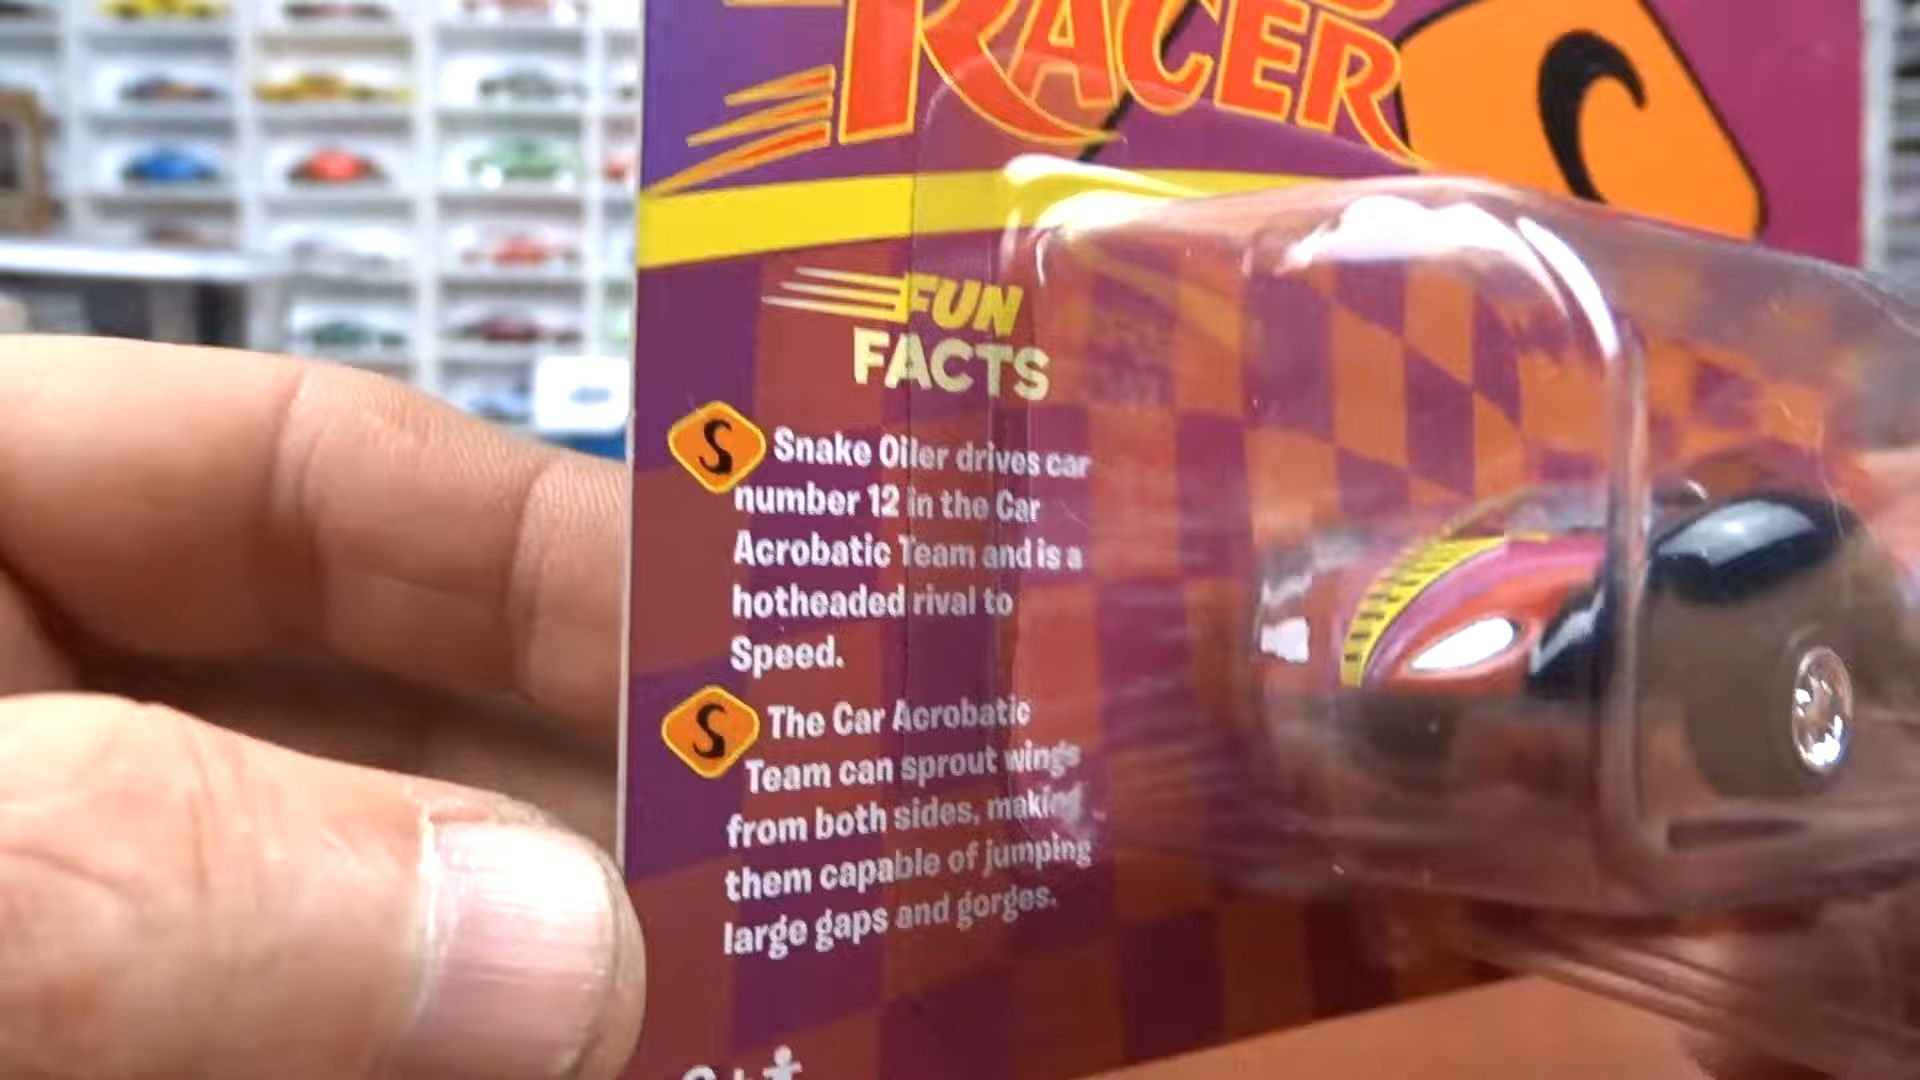 RACER
FUN
FACTS
S Snake Oiler drives car
number 12 in the Car
Acrobatic Team and is a
hotheaded rival to
Speed.
S The Car Acrobatic
Team can sprout wings
from both sides, making
them capable of jumping
large gaps and gorges.